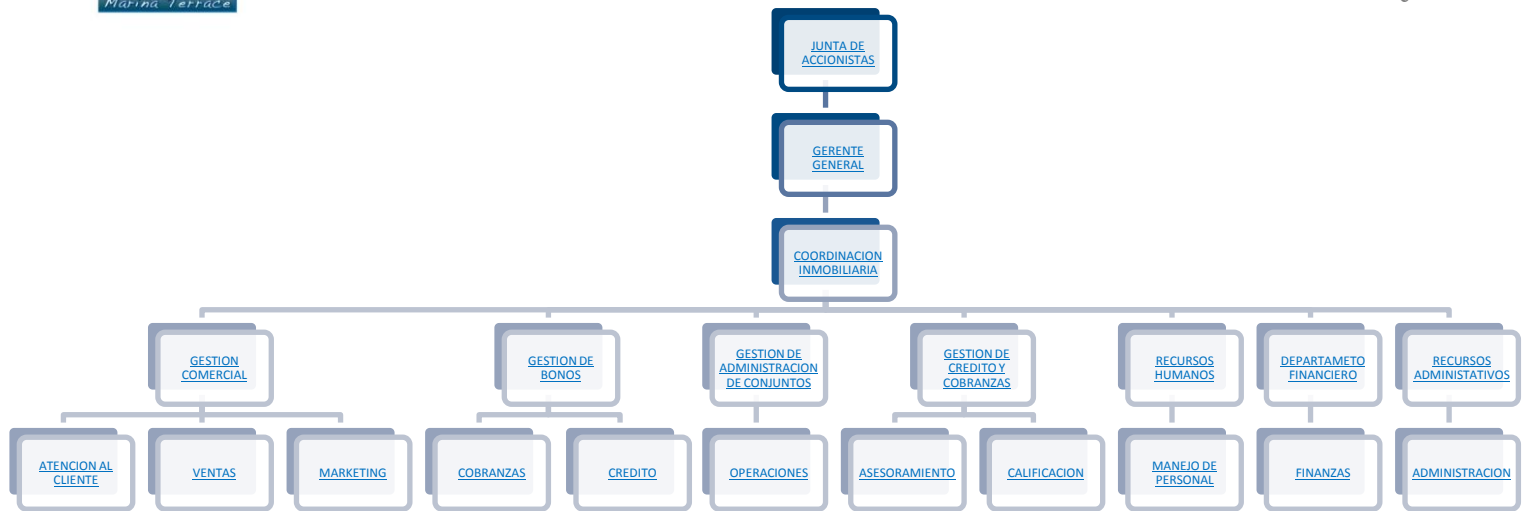 Marina Terrace
JUNTA DE
ACCIONISTAS
GERENTE
GENERAL
COORDINACION
INMOBILIARIA
GESTION
COMERCIAL
GESTION DE
BONOS
GESTION DE
ADMINISTRACION
DE CONJUNTOS
GESTION DE
CREDITO Y
COBRANZAS
RECURSOS
HUMANOS
DEPARTAMETO
FINANCIERO
RECURSOS
ADMINISTATIVOS
ATENCION AL
CLIENTE
VENTAS
MARKETING
COBRANZAS
CREDITO
OPERACIONES
ASESORAMIENTO
CALIFICACION
MANEJO DE
PERSONAL
FINANZAS
ADMINISTRACION